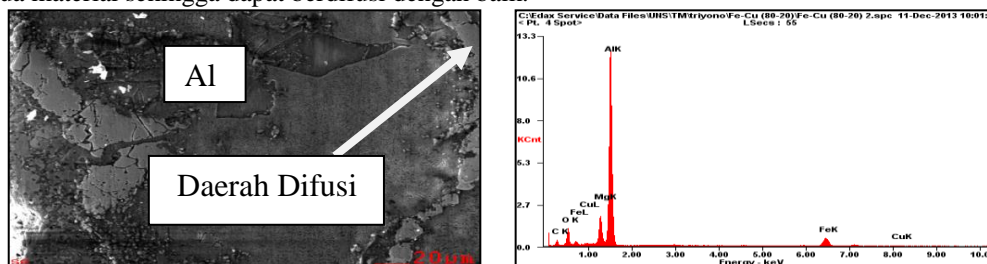 da material sehingga dapat berdifusi dengan baik.
Al
Daerah Difusi
20µm
C:\Edax Service\Data Files\UNS\TM\triyono\Fe-Cu (80-20)\Fe-Cu (80-20) 2.spc 11-Dec-2013 10:01:
< Pt. 4 Spot>
LSecs : 55
13.3
10.6
8.0
KCnt
5.3
2.7
0.0
AlK
MgK
CuL
FeL
O K
C K
FeK
CuK
1.00 2.00 3.00 4.00 5.00 6.00 7.00 8.00 9.00 10.0
Energy - keV